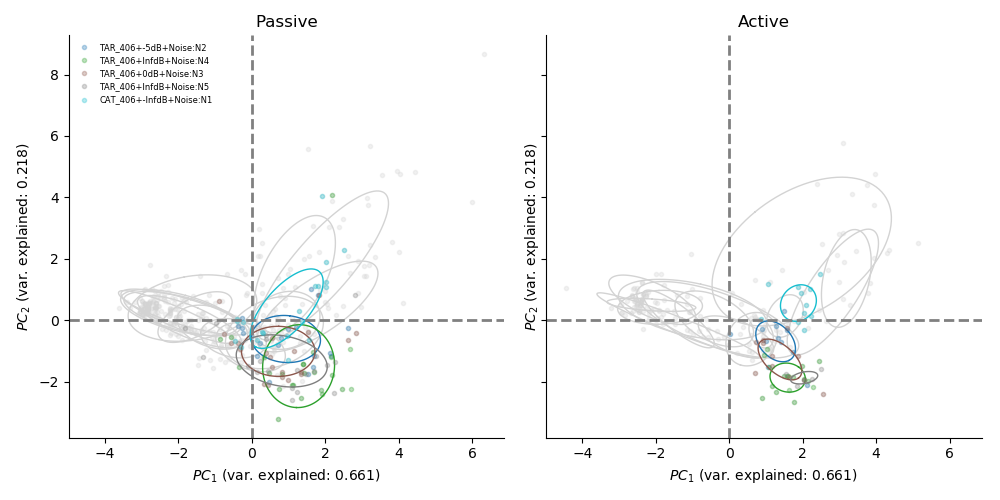 Passive
TAR_406+-5dB+Noise:N2
TAR_406+InfdB+Noise:N4
TAR_406+0dB+Noise:N3
TAR_406+InfdB+Noise:N5
CAT_406+-InfdB+Noise:N1
8
6
4
2
0
−2
−4
−2
0
2
4
6
PC1 (var. explained: 0.661)
PC2 (var. explained: 0.218)
Active
−4
−2
0
2
4
6
PC1 (var. explained: 0.661)
PC2 (var. explained: 0.218)